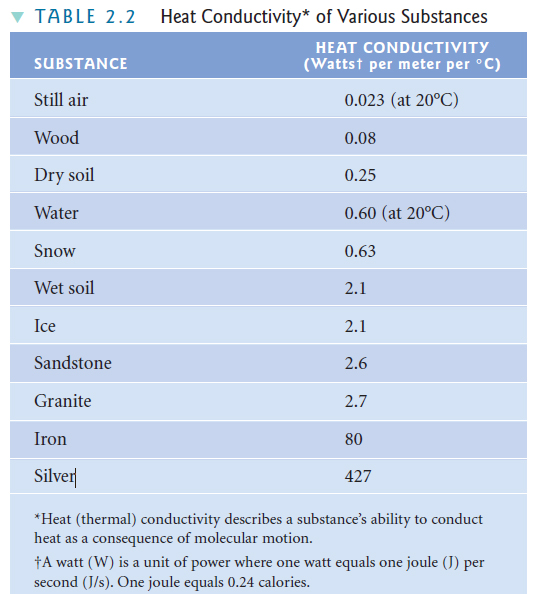 ▼ TABLE 2.2 Heat Conductivity* of Various Substances
SUBSTANCE HEAT CONDUCTIVITY (Watts† per meter per °C)
Still air 0.023 (at 20°C)
Wood 0.08
Dry soil 0.25
Water 0.60 (at 20°C)
Snow 0.63
Wet soil 2.1
Ice 2.1
Sandstone 2.6
Granite 2.7
Iron 80
Silver 427
*Heat (thermal) conductivity describes a substance's ability to conduct
heat as a consequence of molecular motion.
†A watt (W) is a unit of power where one watt equals one joule (J) per
second (J/s). One joule equals 0.24 calories.